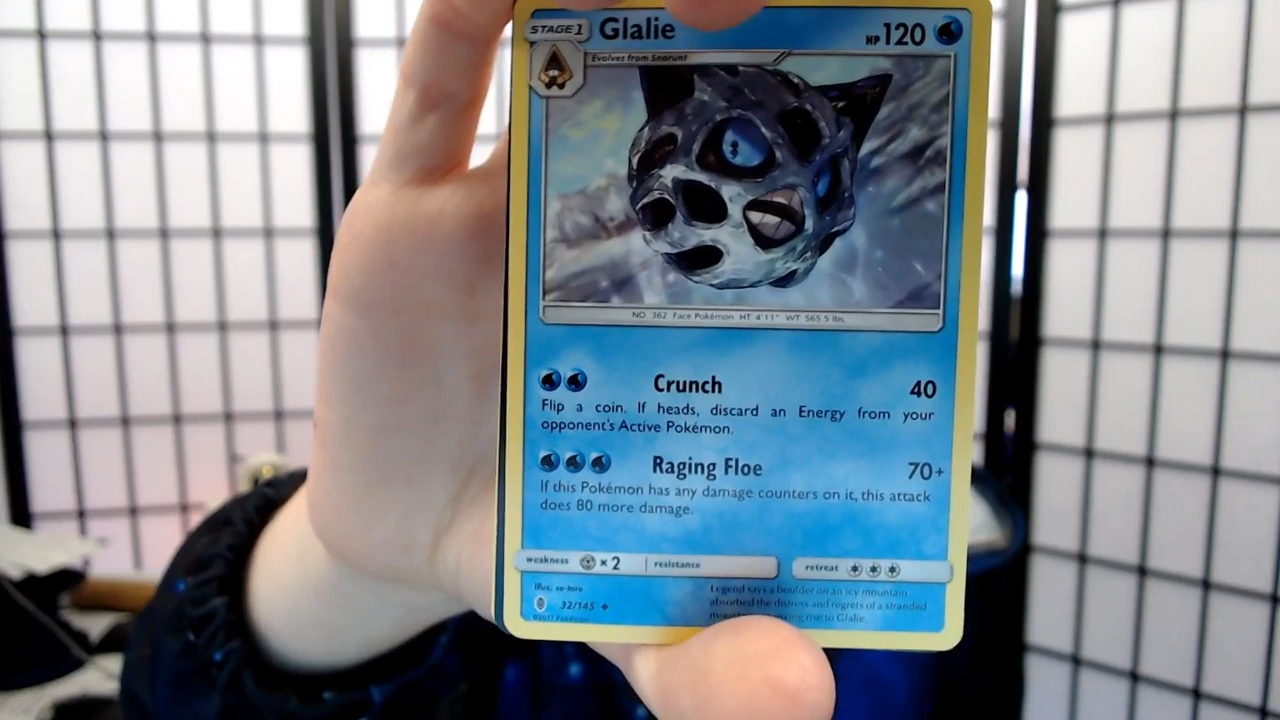 STAGE1 Glalie HP 120
Evolves from Snorunt
NO. 362 Face Pokémon HT 4'11" WT 565.5 lbs.
Crunch 40
Flip a coin. If heads, discard an Energy from your
opponent's Active Pokémon.
Raging Floe 70+
If this Pokémon has any damage counters on it, this attack
does 80 more damage.
weakness ×2 resistance retreat
Illus. so-taro
32/145
©2017 Pokémon
Legend says a boulder on an icy mountain
absorbed the distress and regrets of a stranded
rise to Glalie.